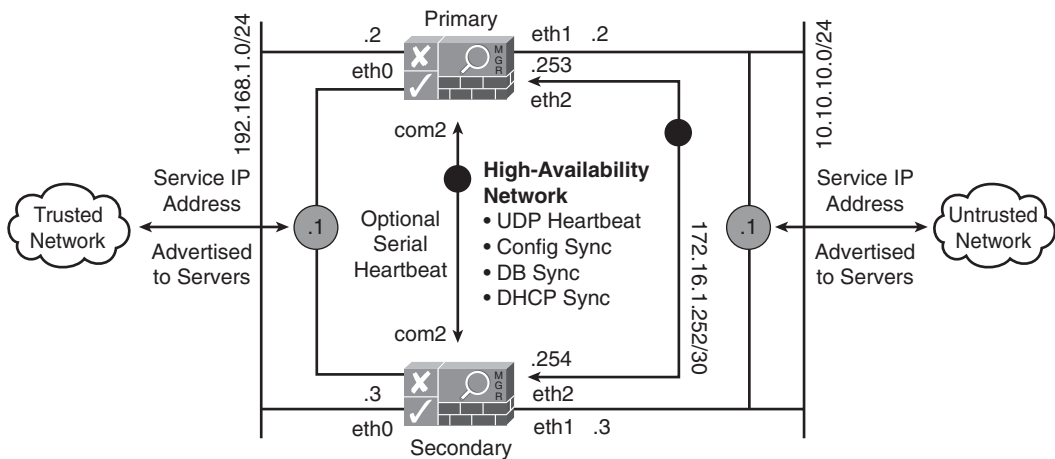 Primary
.2
eth1 .2
eth0
MGR
.253
eth2
192.168.1.0/24
10.10.10.0/24
com2
High-Availability
Network
• UDP Heartbeat
• Config Sync
• DB Sync
• DHCP Sync
Service IP
Address
Trusted
Network
.1
Advertised
to Servers
Optional
Serial
Heartbeat
172.16.1.252/30
.1
Service IP
Address
Untrusted
Network
Advertised
to Servers
com2
.254
eth2
MGR
.3
eth0
eth1 .3
Secondary